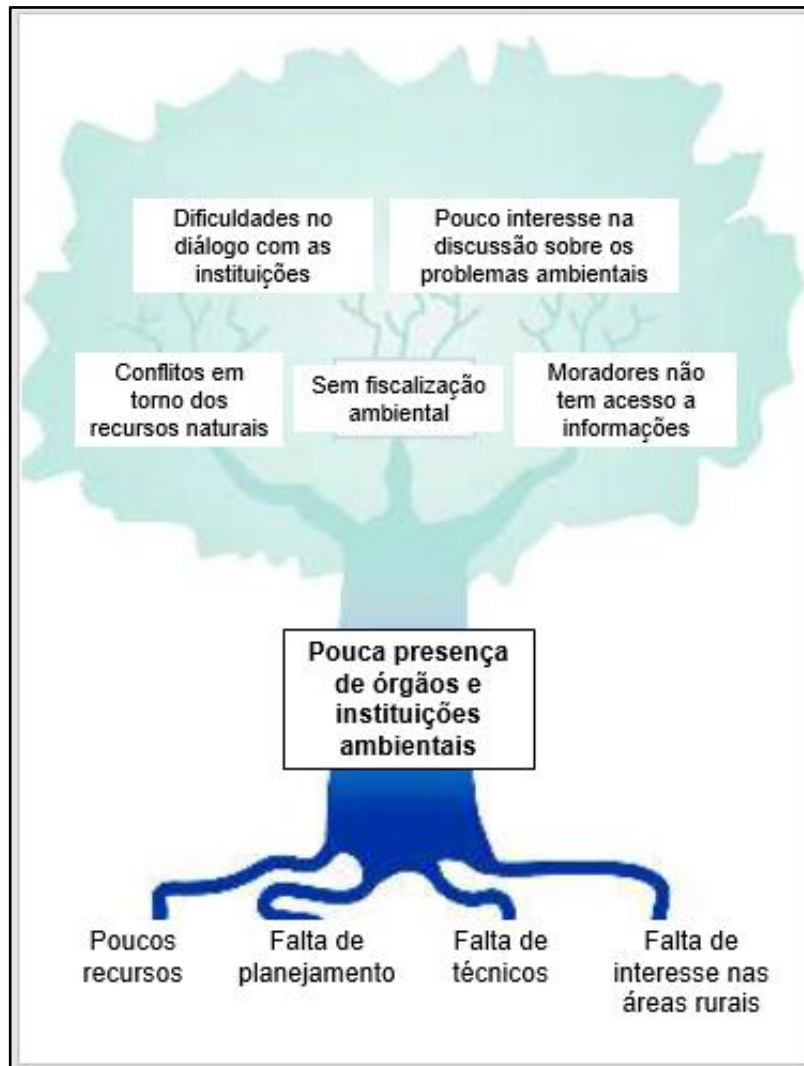 Dificuldades no
diálogo com as
instituições
Pouco interesse na
discussão sobre os
problemas ambientais
Conflitos em
torno dos
recursos naturais
Sem fiscalização
ambiental
Moradores não
tem acesso a
informações
Pouca presença
de órgãos e
instituições
ambientais
Poucos
recursos
Falta de
planejamento
Falta de
técnicos
Falta de
interesse nas
áreas rurais